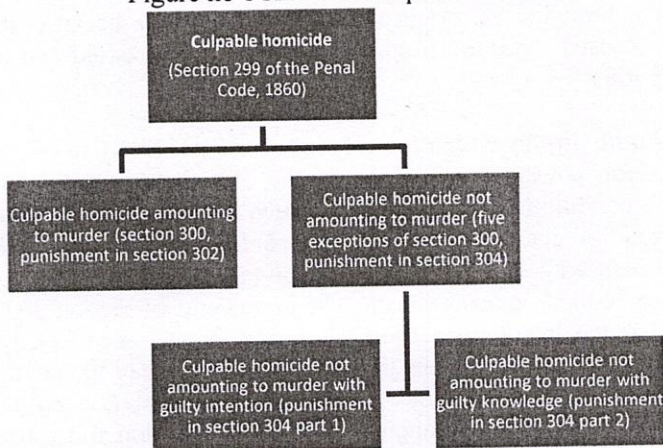 Culpable homicide
(Section 299 of the Penal
Code, 1860)
Culpable homicide amounting
to murder (section 300,
punishment in section 302)
Culpable homicide not
amounting to murder (five
exceptions of section 300,
punishment in section 304)
Culpable homicide not
amounting to murder with
guilty intention (punishment
in section 304 part 1)
Culpable homicide not
amounting to murder with
guilty knowledge (punishment
in section 304 part 2)